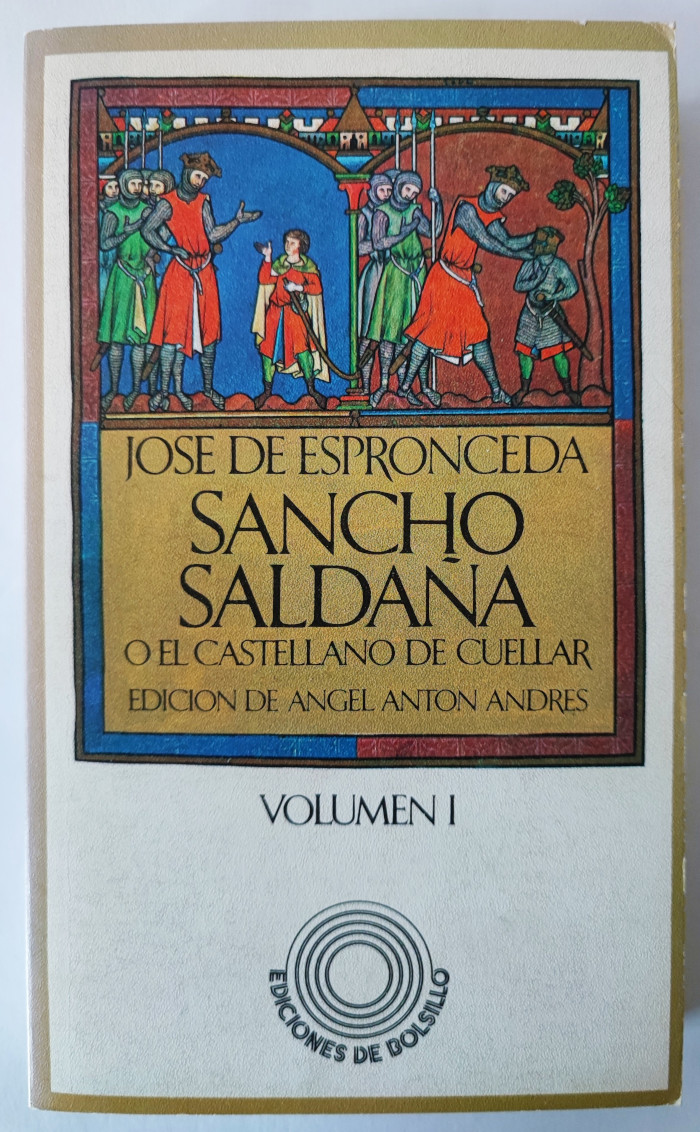 JOSE DE ESPRONCEDA
SANCHO
SALDAÑA
O EL CASTELLANO DE CUELLAR
EDICION DE ANGEL ANTON ANDRES
VOLUMEN I
EDICIONES DE BOLSILLO